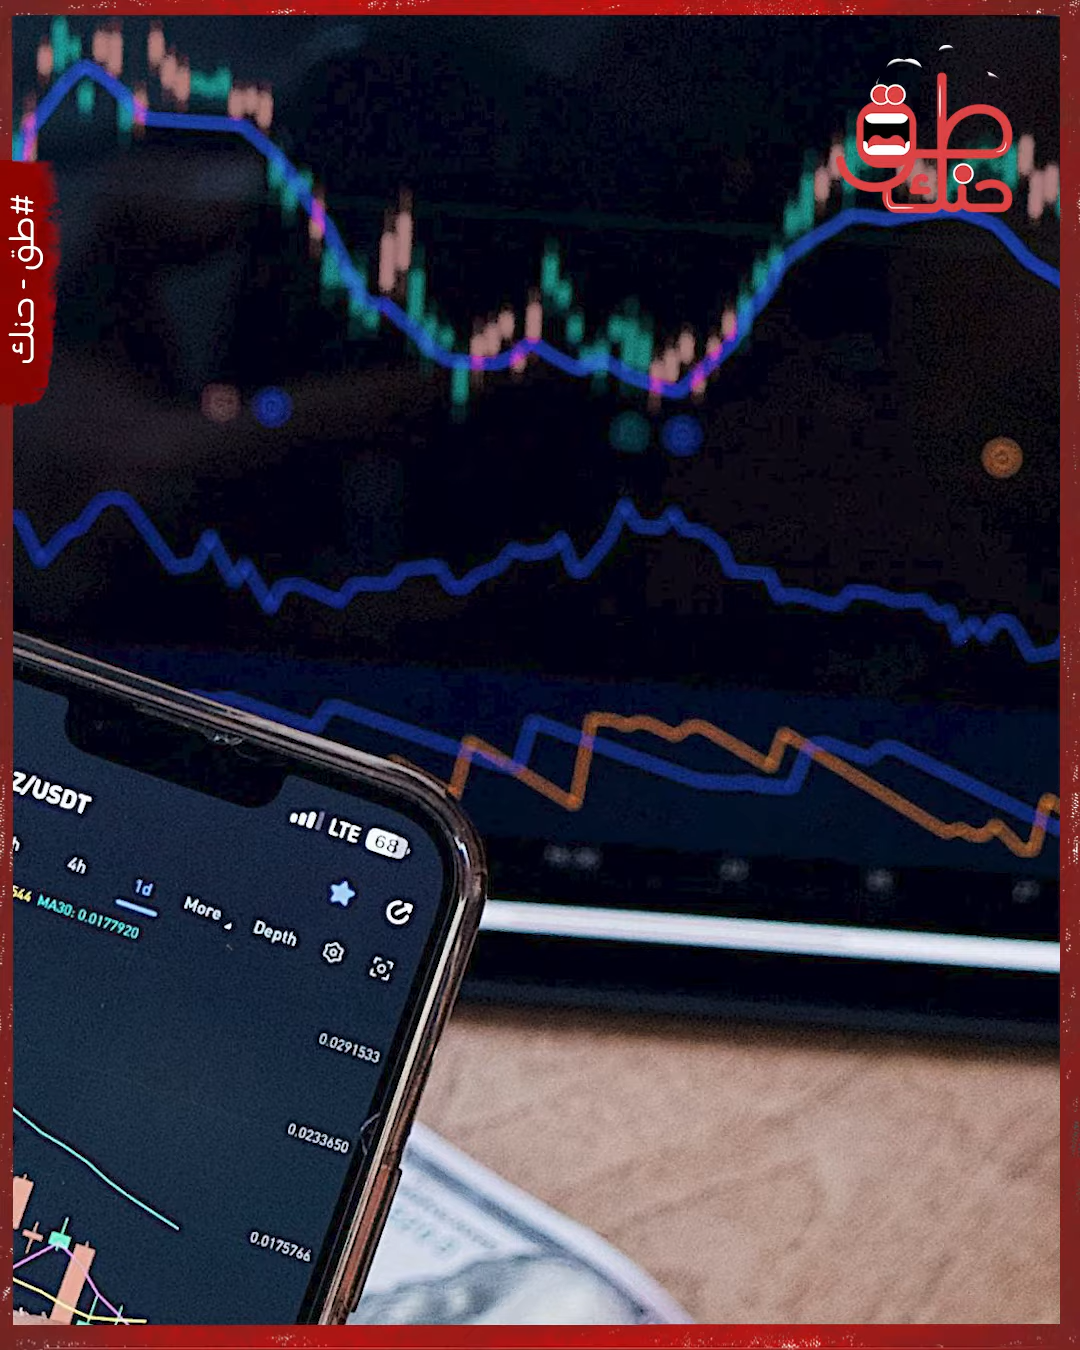 طق
حنك
#طق - حنك
Z/USDT
LTE 68
h 4h 1d More Depth
544 MA30: 0.0177920
0.0291533
0.0233650
0.0175766